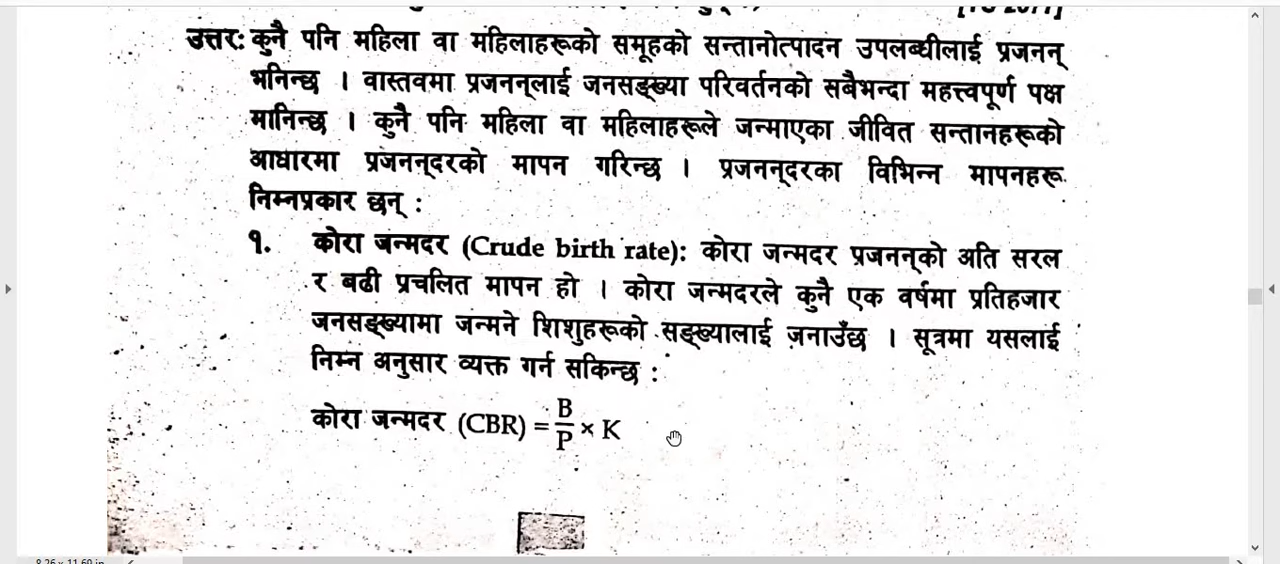 उत्तर: कुनै पनि महिला वा महिलाहरूको समूहको सन्तानोत्पादन उपलब्धीलाई प्रजनन्
भनिन्छ । वास्तवमा प्रजनन्लाई जनसङ्ख्या परिवर्तनको सबैभन्दा महत्त्वपूर्ण पक्ष
मानिन्छ । कुनै पनि महिला वा महिलाहरूले जन्माएका जीवित सन्तानहरूको
आधारमा प्रजनन्दरको मापन गरिन्छ । प्रजनन्दरका विभिन्न मापनहरू
निम्नप्रकार छन् :
१. कोरा जन्मदर (Crude birth rate): कोरा जन्मदर प्रजनन्को अति सरल
र बढी प्रचलित मापन हो । कोरा जन्मदरले कुनै एक वर्षमा प्रतिहजार
जनसङ्ख्यामा जन्मने शिशुहरूको सङ्ख्यालाई जनाउँछ । सूत्रमा यसलाई
निम्न अनुसार व्यक्त गर्न सकिन्छ :
कोरा जन्मदर (CBR) = B/P × K